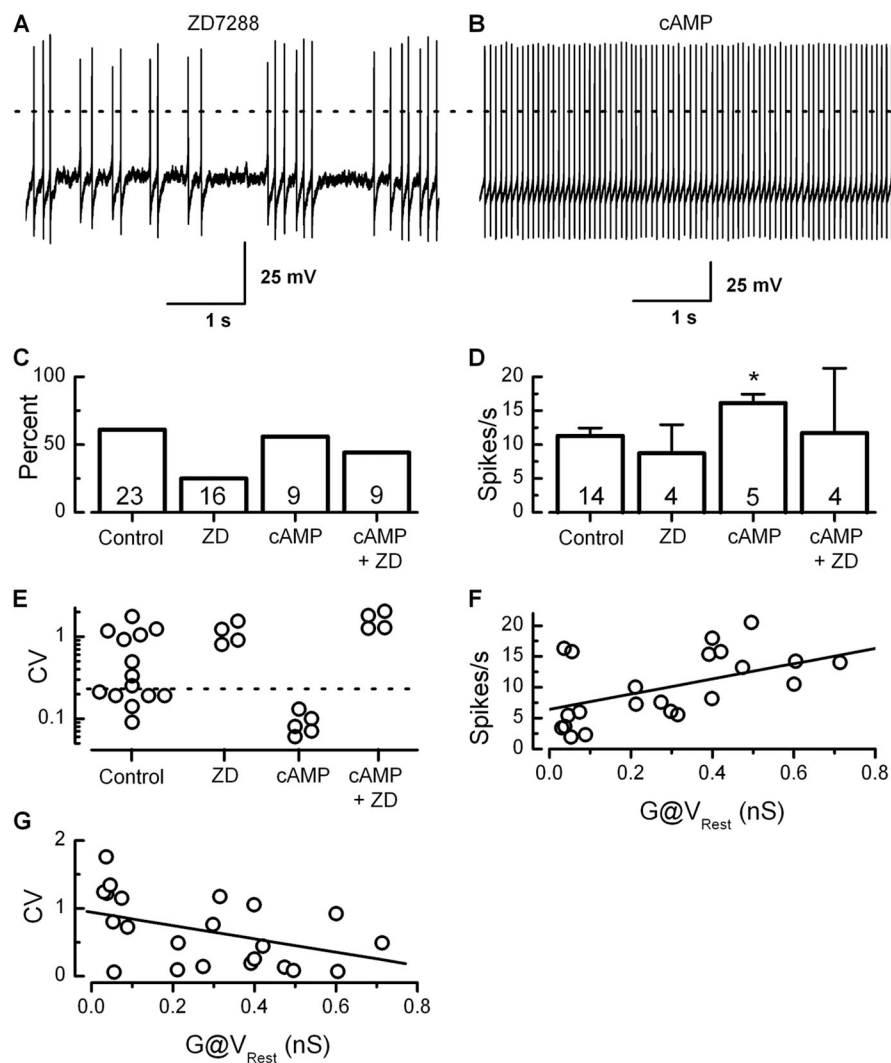 A
ZD7288
B
cAMP
25 mV
1 s
25 mV
1 s
C
100
50
0
Percent
23
16
9
9
Control
ZD
cAMP
cAMP
+ ZD
D
20
15
10
5
0
Spikes/s
*
14
4
5
4
Control
ZD
cAMP
cAMP
+ ZD
E
1
0.1
CV
Control
ZD
cAMP
cAMP
+ ZD
F
20
15
10
5
0
Spikes/s
0.0
0.2
0.4
0.6
0.8
G@VRest (nS)
G
2
1
0
CV
0.0
0.2
0.4
0.6
0.8
G@VRest (nS)